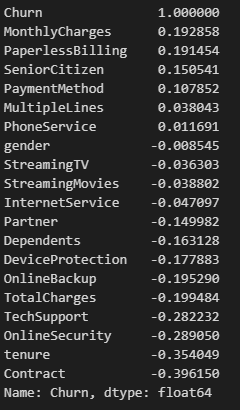 Churn 1.000000
MonthlyCharges 0.192858
PaperlessBilling 0.191454
SeniorCitizen 0.150541
PaymentMethod 0.107852
MultipleLines 0.038043
PhoneService 0.011691
gender -0.008545
StreamingTV -0.036303
StreamingMovies -0.038802
InternetService -0.047097
Partner -0.149982
Dependents -0.163128
DeviceProtection -0.177883
OnlineBackup -0.195290
TotalCharges -0.199484
TechSupport -0.282232
OnlineSecurity -0.289050
tenure -0.354049
Contract -0.396150
Name: Churn, dtype: float64